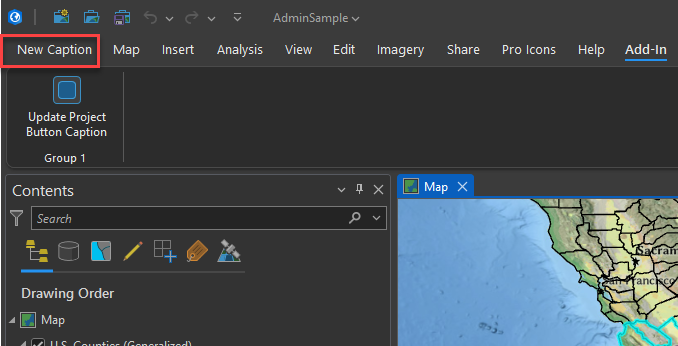 AdminSample
New Caption Map Insert Analysis View Edit Imagery Share Pro Icons Help Add-In
Update Project
Button Caption
Group 1
Contents
Map
Search
Sacram
San Francisco
Drawing Order
Map
U.S. Counties (Generalized)